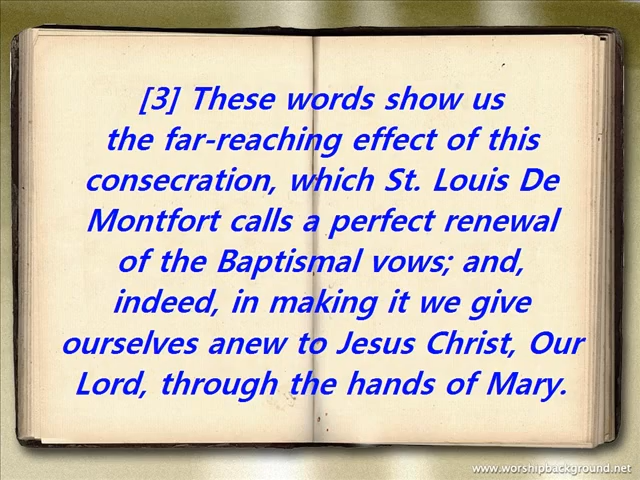 [3] These words show us
the far-reaching effect of this
consecration, which St. Louis De
Montfort calls a perfect renewal
of the Baptismal vows; and,
indeed, in making it we give
ourselves anew to Jesus Christ, Our
Lord, through the hands of Mary.
www.worshipbackground.net